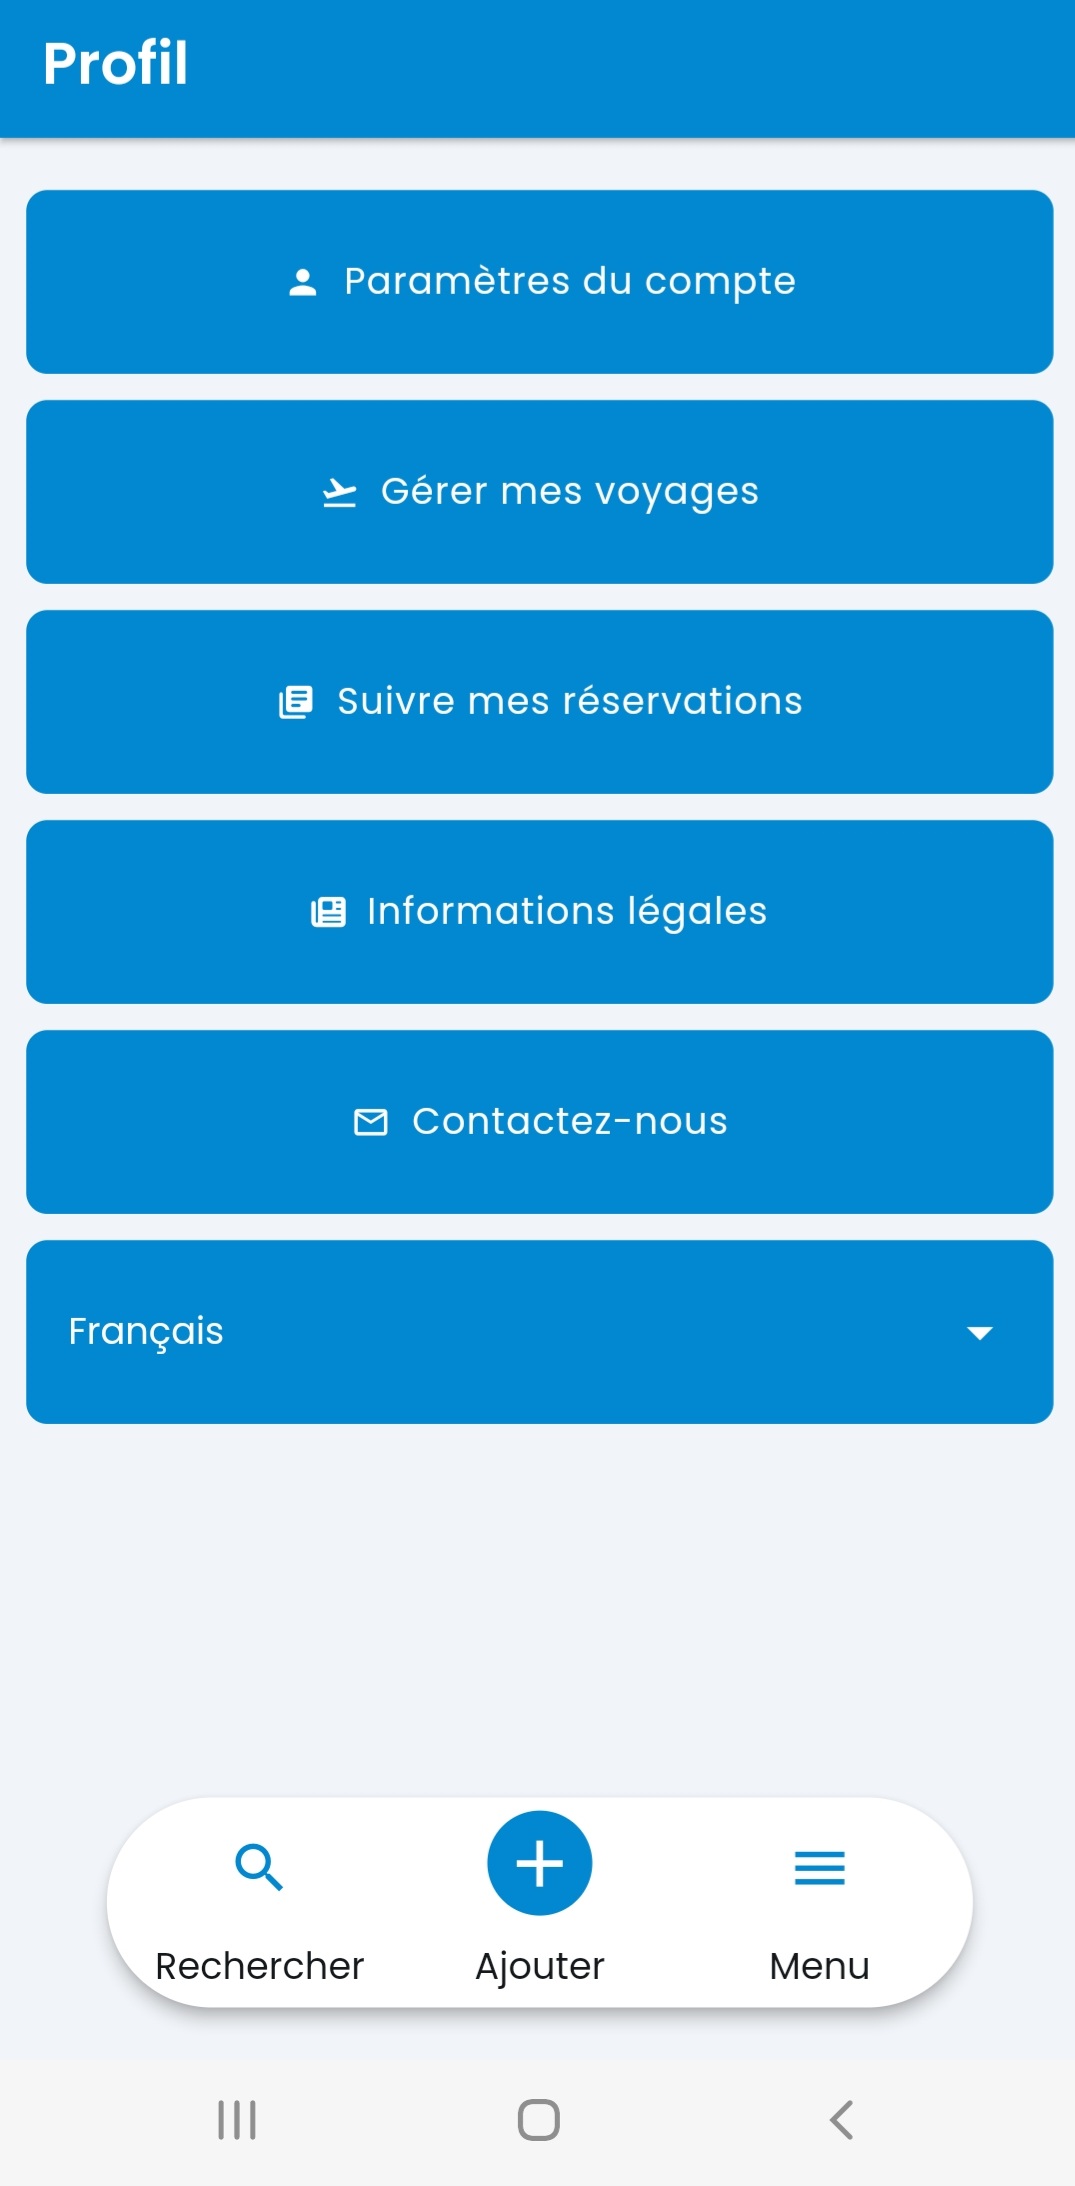 Profil
Paramètres du compte
Gérer mes voyages
Suivre mes réservations
Informations légales
Contactez-nous
Français
Rechercher
Ajouter
Menu